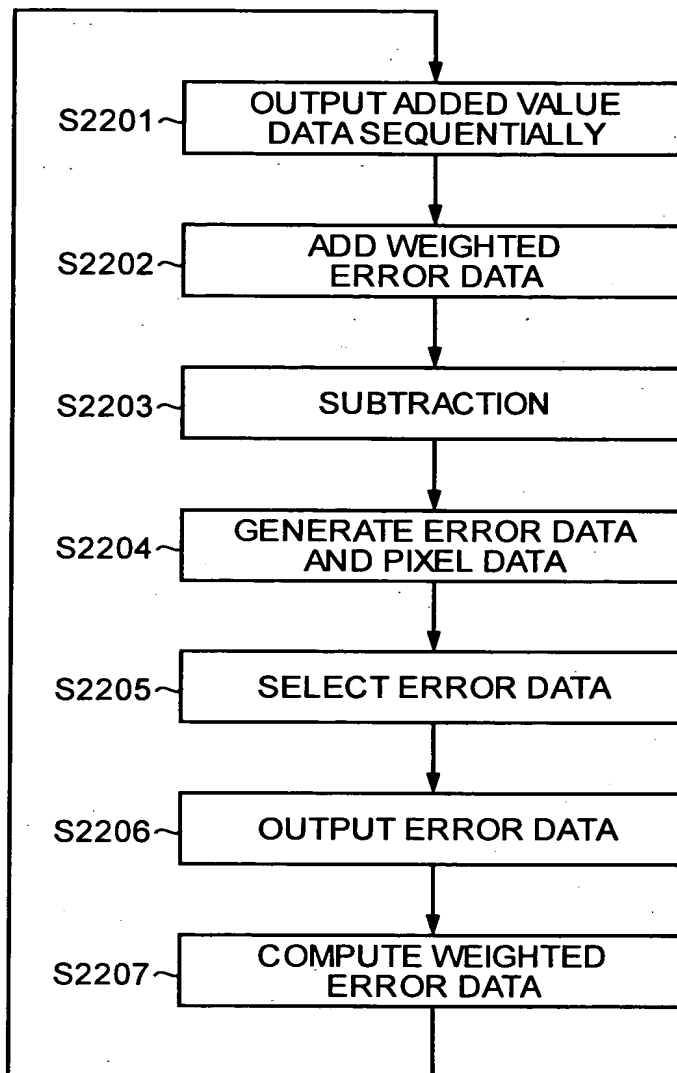 S2201
OUTPUT ADDED VALUE
DATA SEQUENTIALLY
S2202
ADD WEIGHTED
ERROR DATA
S2203
SUBTRACTION
S2204
GENERATE ERROR DATA
AND PIXEL DATA
S2205
SELECT ERROR DATA
S2206
OUTPUT ERROR DATA
S2207
COMPUTE WEIGHTED
ERROR DATA